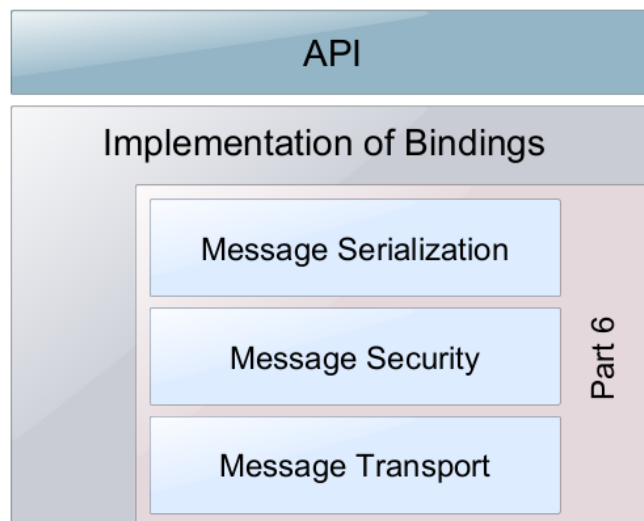 API
Implementation of Bindings
Message Serialization
Message Security
Message Transport
Part 6